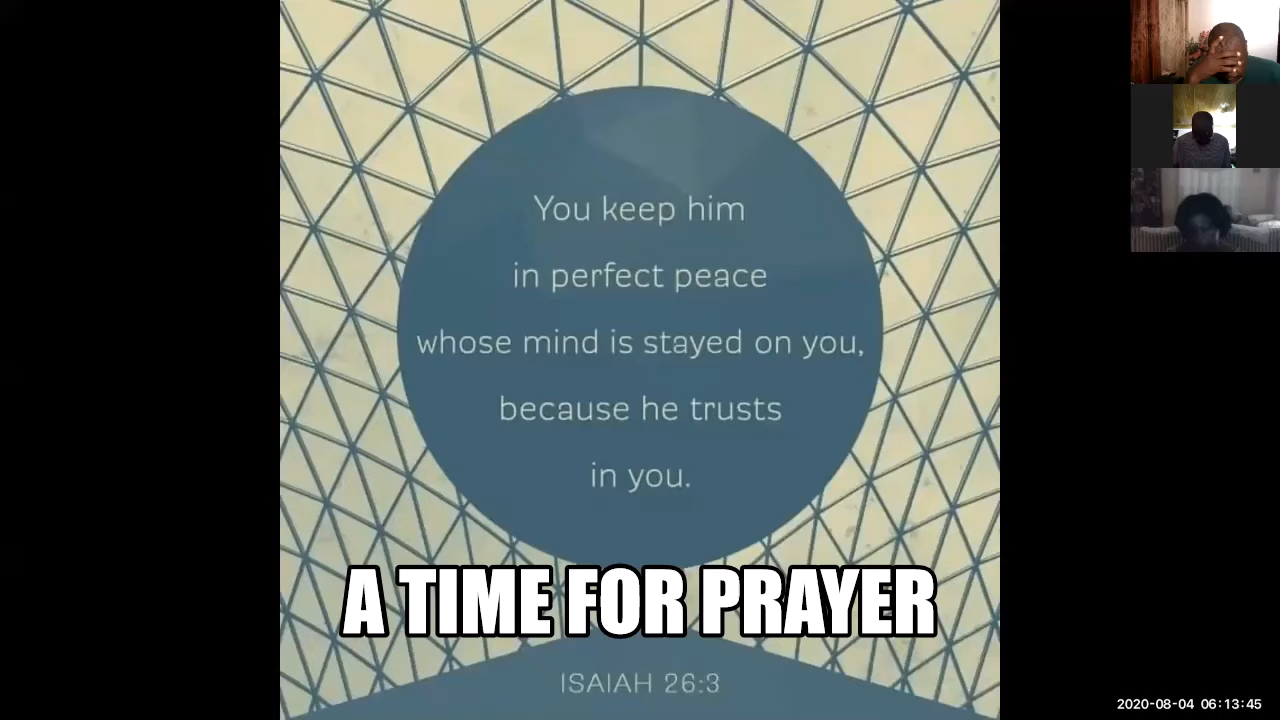 You keep him
in perfect peace
whose mind is stayed on you,
because he trusts
in you.
A TIME FOR PRAYER
ISAIAH 26:3
2020-08-04 06:13:45